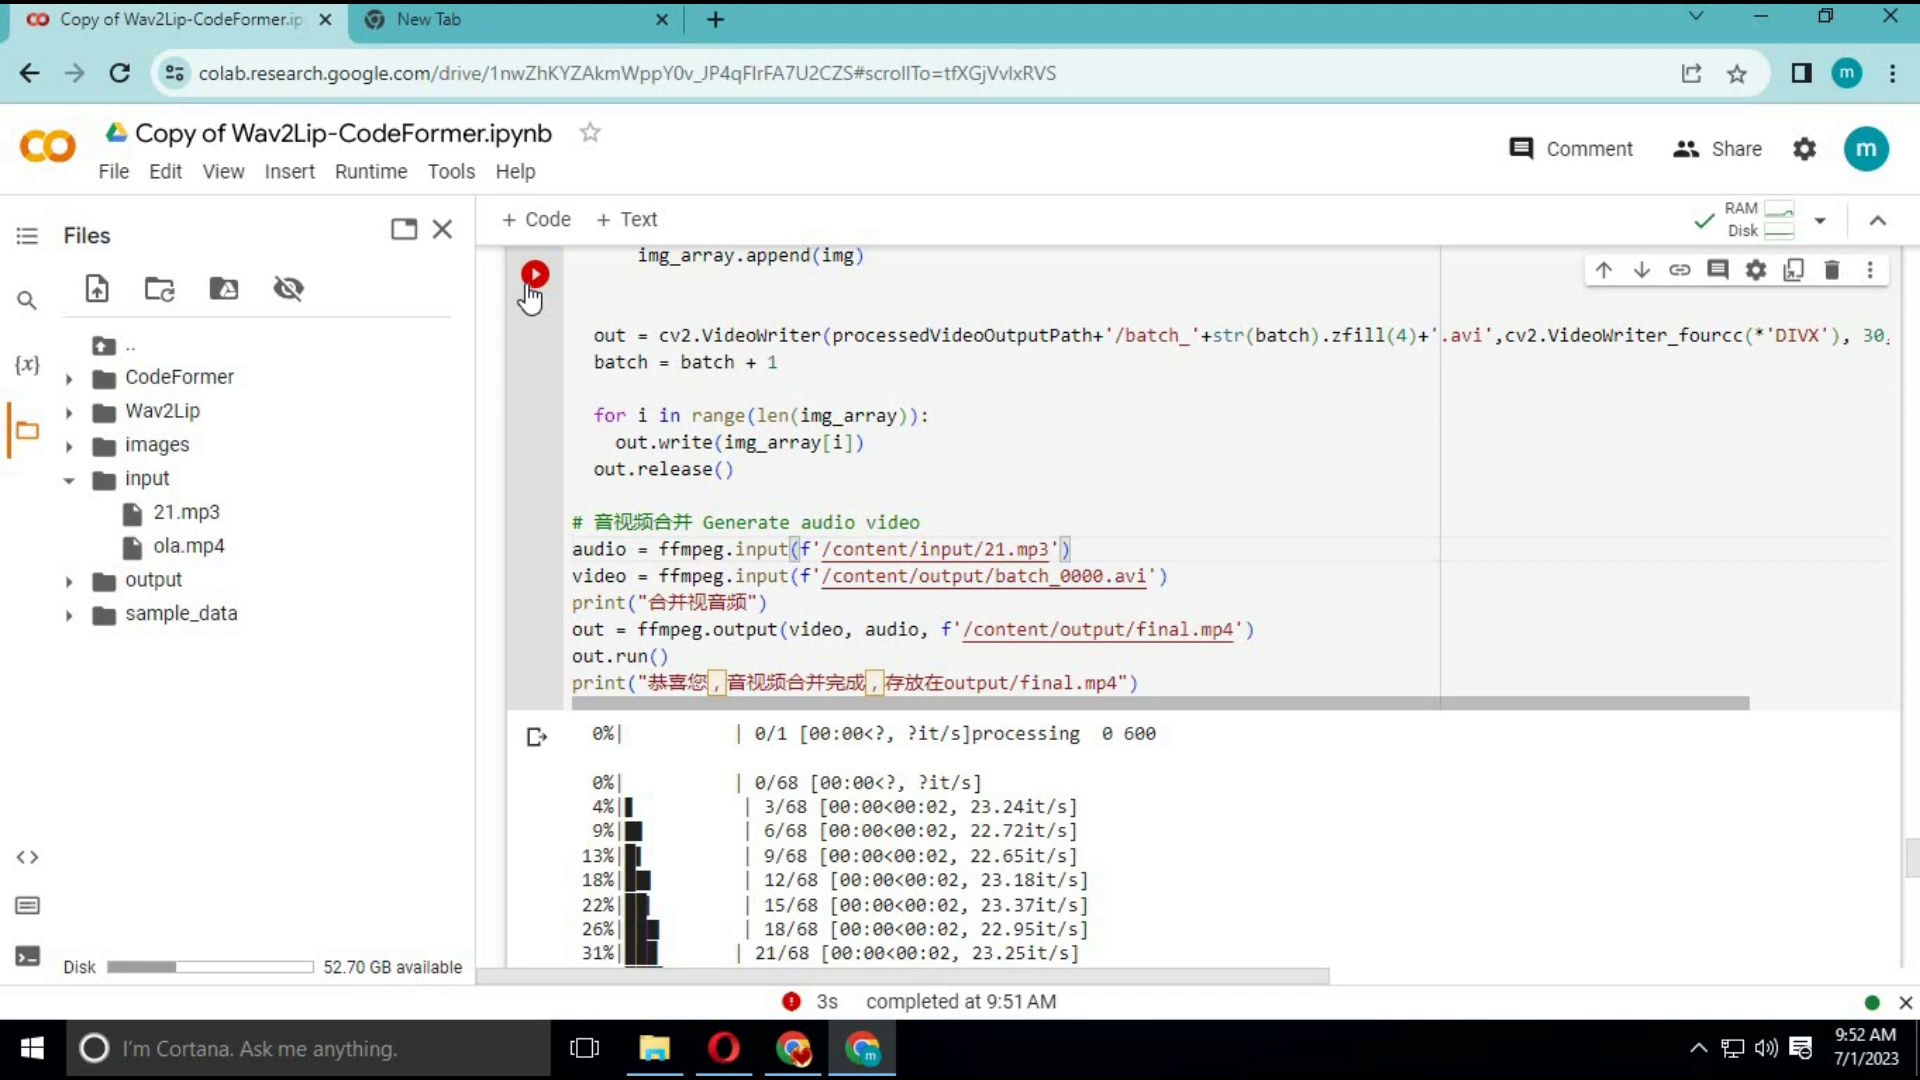 Copy of Wav2Lip-CodeFormer.ip
New Tab
colab.research.google.com/drive/1nwZhKYZAkmWppY0v_JP4qFIrFA7U2CZS#scrollTo=tfXGjVvIxRVS
m
CO
Copy of Wav2Lip-CodeFormer.ipynb
Comment
Share
m
File Edit View Insert Runtime Tools Help
Files
+ Code + Text
RAM
Disk
..
CodeFormer
Wav2Lip
images
input
21.mp3
ola.mp4
output
sample_data
{x}
Disk
52.70 GB available
img_array.append(img)
out = cv2.VideoWriter(processedVideoOutputPath+'/batch_'+str(batch).zfill(4)+'.avi',cv2.VideoWriter_fourcc(*'DIVX'), 30,
batch = batch + 1
for i in range(len(img_array)):
out.write(img_array[i])
out.release()
# 音视频合并 Generate audio video
audio = ffmpeg.input(f'/content/input/21.mp3')
video = ffmpeg.input(f'/content/output/batch_0000.avi')
print("合并视音频")
out = ffmpeg.output(video, audio, f'/content/output/final.mp4')
out.run()
print("恭喜您，音视频合并完成，存放在output/final.mp4")
0%| | 0/1 [00:00<?, ?it/s]processing 0 600
0%| | 0/68 [00:00<?, ?it/s]
4%| | 3/68 [00:00<00:02, 23.24it/s]
9%| | 6/68 [00:00<00:02, 22.72it/s]
13%| | 9/68 [00:00<00:02, 22.65it/s]
18%| | 12/68 [00:00<00:02, 23.18it/s]
22%| | 15/68 [00:00<00:02, 23.37it/s]
26%| | 18/68 [00:00<00:02, 22.95it/s]
31%| | 21/68 [00:00<00:02, 23.25it/s]
3s completed at 9:51 AM
I'm Cortana. Ask me anything.
m
9:52 AM
7/1/2023